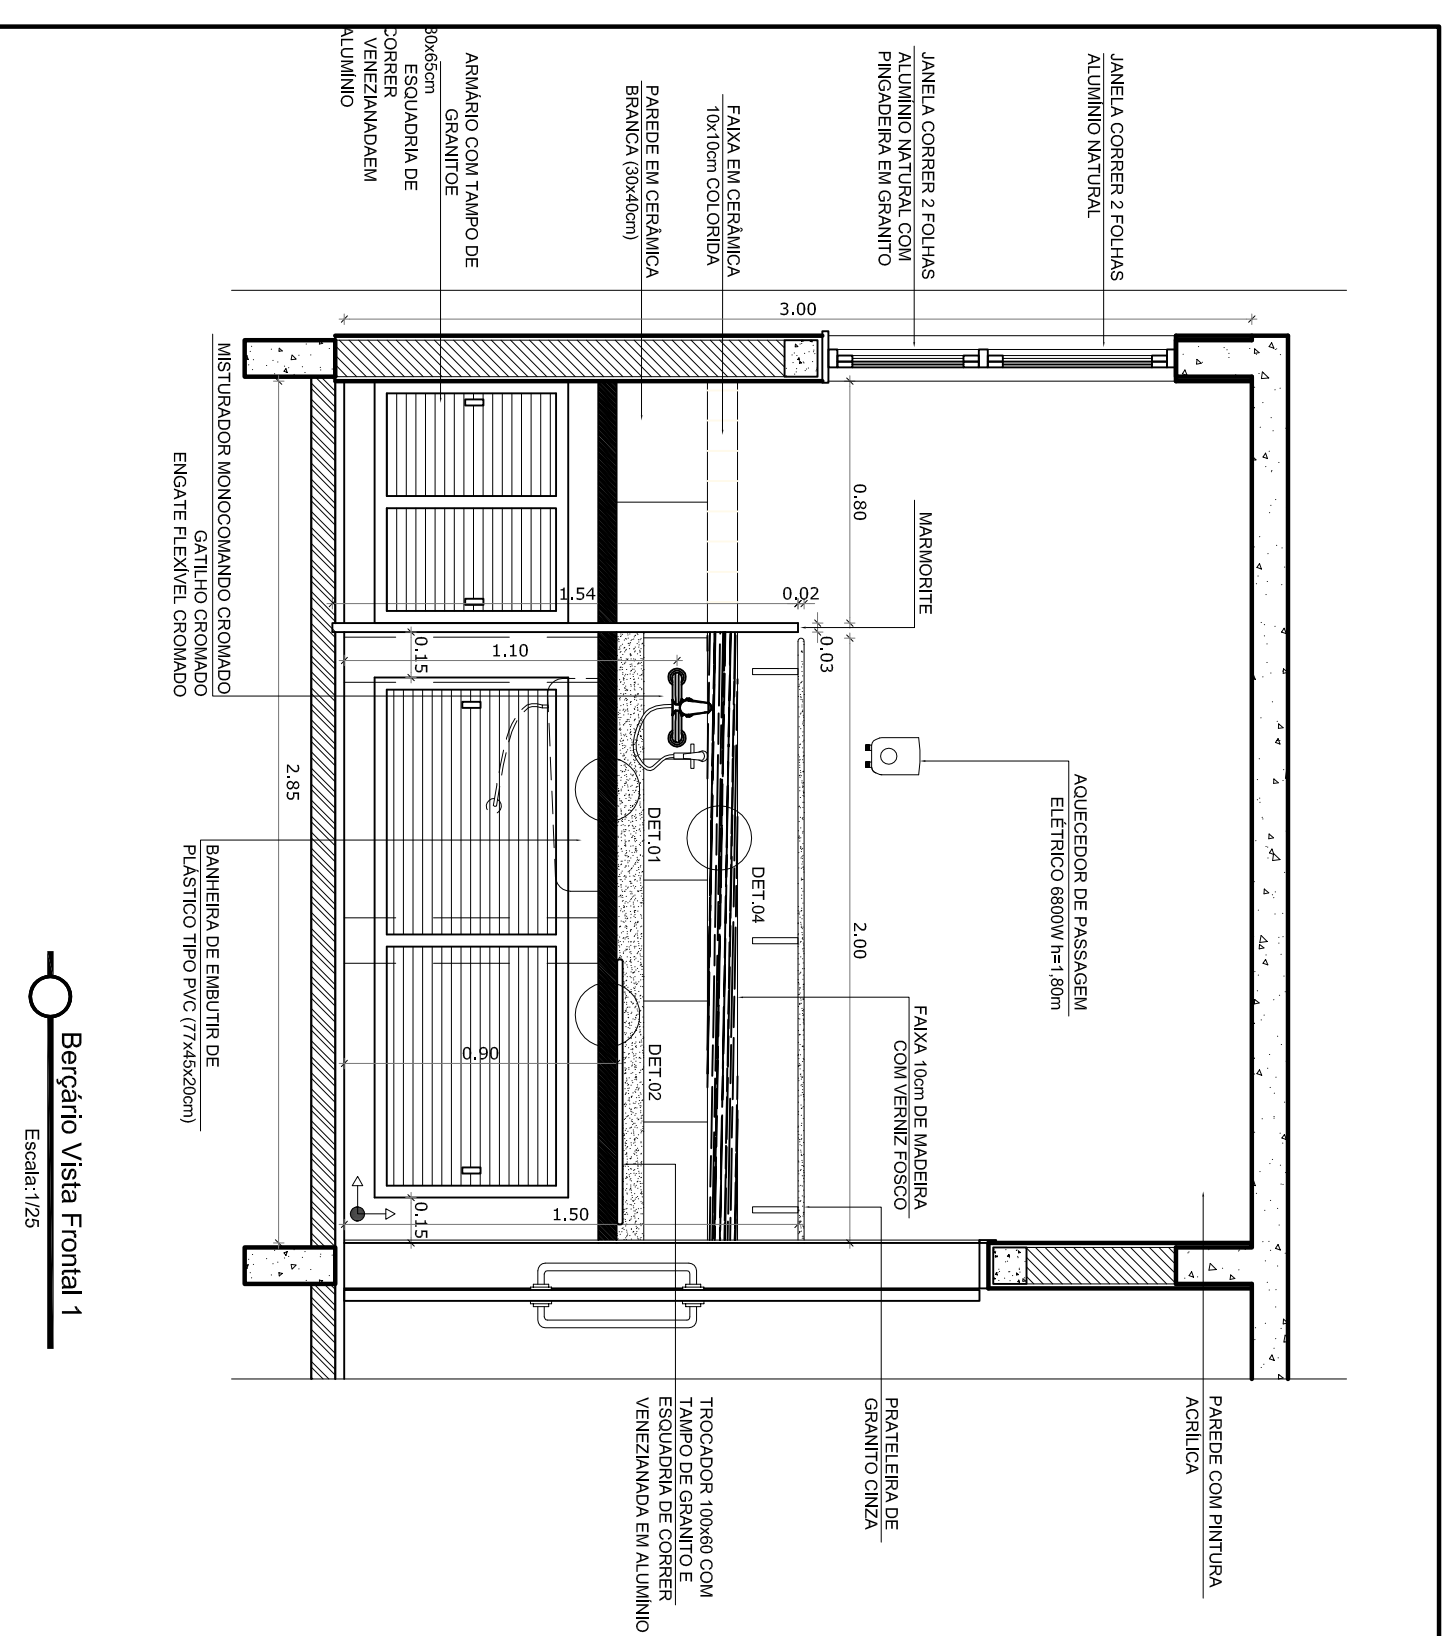 JANELA CORRER 2 FOLHAS
ALUMÍNIO NATURAL
JANELA CORRER 2 FOLHAS
ALUMÍNIO NATURAL COM
PINGADEIRA EM GRANITO
FAIXA EM CERÂMICA
10x10cm COLORIDA
PAREDE EM CERÂMICA
BRANCA (30x40cm)
ARMÁRIO COM TAMPO DE
GRANITOE
80x65cm
ESQUADRIA DE
CORRER
VENEZIANADAEM
ALUMÍNIO
3.00
0.80
MARMORITE
1.54
0.02
0.03
0.15
1.10
AQUECEDOR DE PASSAGEM
ELÉTRICO 6800W h=1,80m
DET.01
DET.04
2.00
FAIXA 10cm DE MADEIRA
COM VERNIZ FOSCO
0.90
DET.02
0.15
1.50
2.85
MISTURADOR MONOCOMANDO CROMADO
GATILHO CROMADO
ENGATE FLEXÍVEL CROMADO
BANHEIRA DE EMBUTIR DE
PLÁSTICO TIPO PVC (77x45x20cm)
PAREDE COM PINTURA
ACRÍLICA
PRATELEIRA DE
GRANITO CINZA
TROCADOR 100x60 COM
TAMPO DE GRANITO E
ESQUADRIA DE CORRER
VENEZIANADA EM ALUMÍNIO
Berçário Vista Frontal 1
Escala:1/25